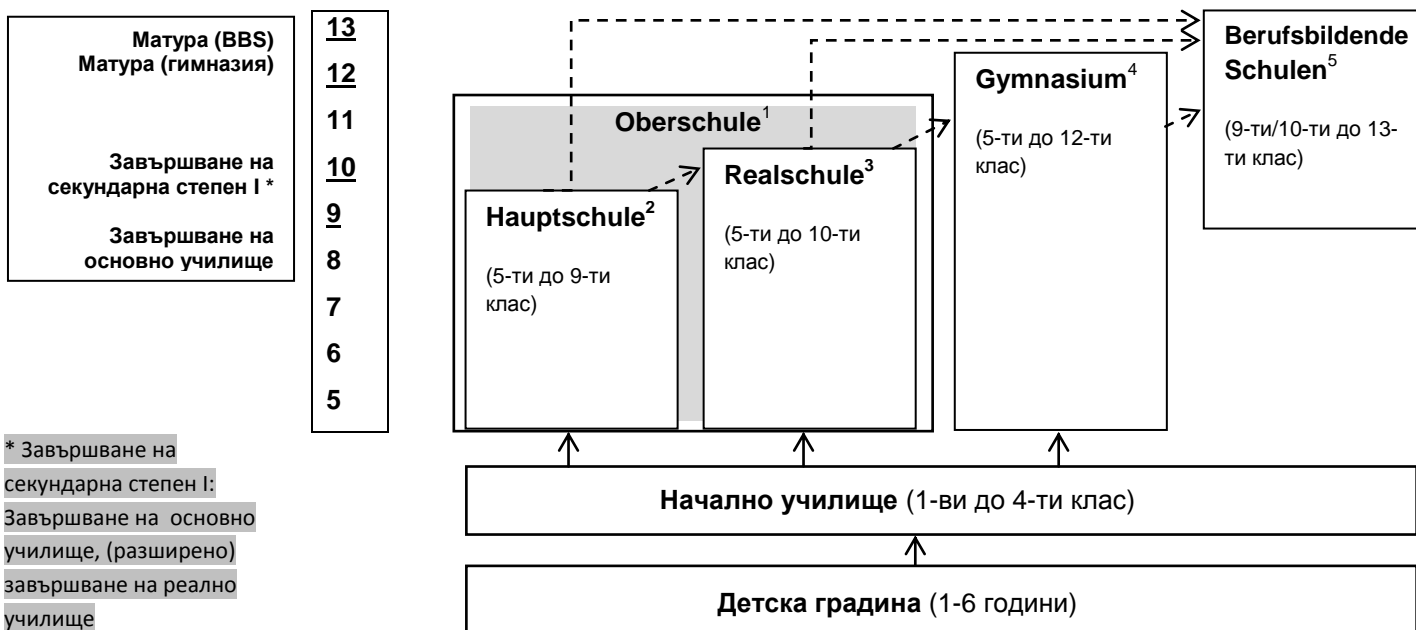 Матура (BBS)
Матура (гимназия)
Завършване на
секундарна степен I *
Завършване на
основно училище
13
12
11
10
9
8
7
6
5
* Завършване на
секундарна степен I:
Завършване на основно
училище, (разширено)
завършване на реално
училище
Oberschule¹
Hauptschule²
(5-ти до 9-ти
клас)
Realschule³
(5-ти до 10-ти
клас)
Gymnasium⁴
(5-ти до 12-ти
клас)
Berufsbildende
Schulen⁵
(9-ти/10-ти до 13-
ти клас)
Начално училище (1-ви до 4-ти клас)
Детска градина (1-6 години)